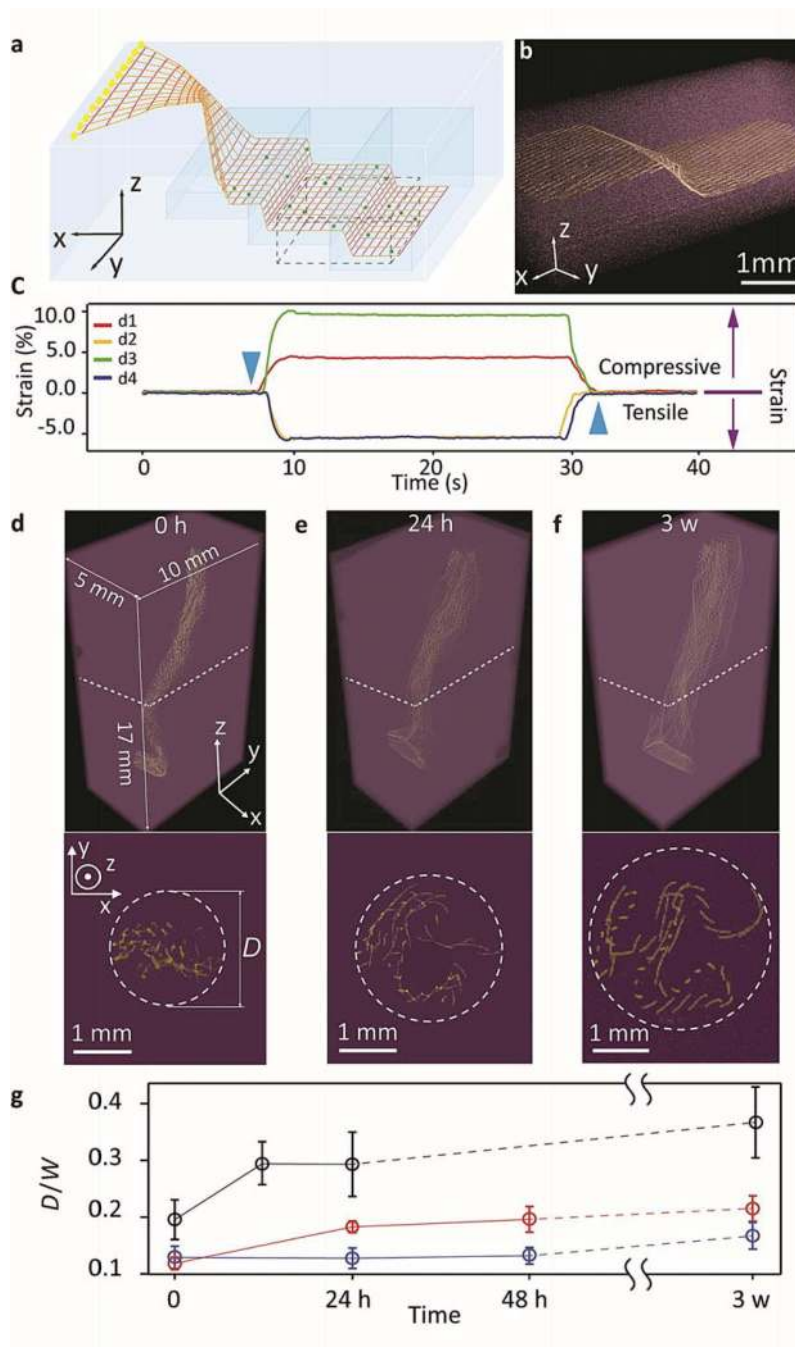 a
z
x
y
b
z
x
y
1mm
C
10.0
5.0
0.0
-5.0
Strain (%)
d1
d2
d3
d4
Compressive
Tensile
Strain
0
10
20
30
40
Time (s)
d
0 h
e
24 h
f
3 w
5 mm
10 mm
17 mm
z
y
x
y
z
x
D
1 mm
1 mm
1 mm
g
0.4
0.3
0.2
0.1
D/W
0
24 h
48 h
3 w
Time